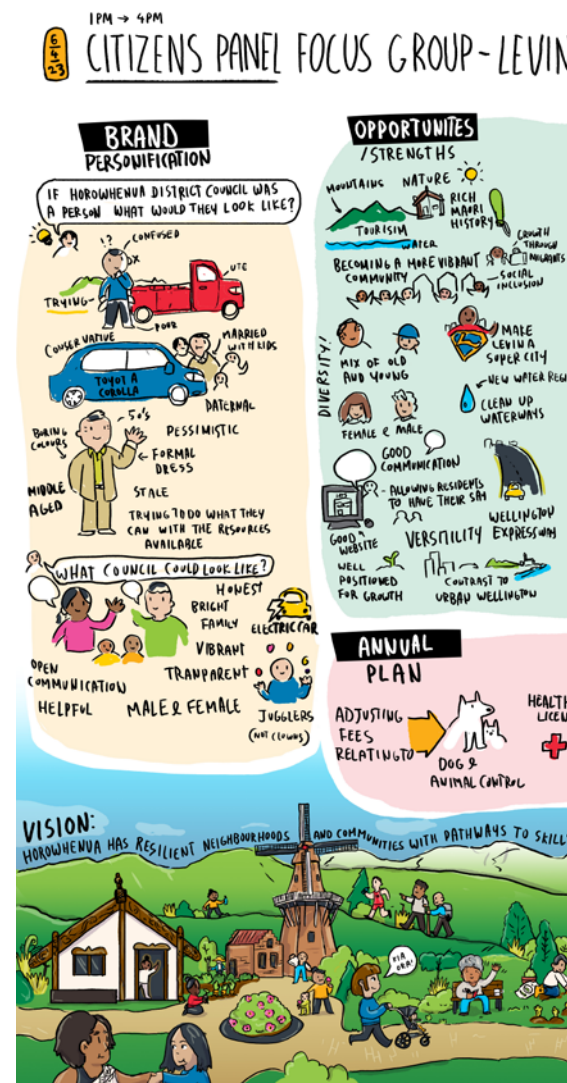 1PM → 4PM
6
4
23
CITIZENS PANEL FOCUS GROUP - LEVIN
BRAND
PERSONIFICATION
IF HOROWHENUA DISTRICT COUNCIL WAS
A PERSON WHAT WOULD THEY LOOK LIKE?
!?
CONFUSED
UTE
TRYING
POOR
CONSERVATIVE
MARRIED
WITH KIDS
TOYOTA
COROLLA
PATERNAL
50'S
BORING
COLOURS
PESSIMISTIC
FORMAL
DRESS
MIDDLE
AGED
STALE
TRYING TO DO WHAT THEY
CAN WITH THE RESOURCES
AVAILABLE
WHAT COUNCIL COULD LOOK LIKE?
HONEST
BRIGHT
FAMILY
ELECTRIC CAR
VIBRANT
OPEN
COMMUNICATION
TRANPARENT
HELPFUL
MALE & FEMALE
JUGGLERS
(NOT CLOWNS)
OPPORTUNITES
/STRENGTHS
MOUNTAINS
NATURE
RICH
MAORI
HISTORY
TOURISIM
WATER
GROWTH
THROUGH
MIGRANTS
BECOMING A MORE VIBRANT
COMMUNITY
SOCIAL
INCLUSION
DIVERSITY!
MIX OF OLD
AND YOUNG
MAKE
LEVIN A
SUPER CITY
NEW WATER REGI
CLEAN UP
WATERWAYS
FEMALE & MALE
GOOD
COMMUNICATION
- ALLOWING RESIDENTS
TO HAVE THEIR SAY
GOOD
WEBSITE
VERSTILITY
WELLINGTON
EXPRESSWAY
WELL
POSITIONED
FOR GROWTH
CONTRAST TO
URBAN WELLINGTON
ANNUAL
PLAN
ADJUSTING
FEES
RELATING TO
DOG &
ANIMAL CONTROL
HEALTH
LICEN
VISION:
HOROWHENUA HAS RESILIENT NEIGHBOURHOODS AND COMMUNITIES WITH PATHWAYS TO SKILL
KIA
ORA!